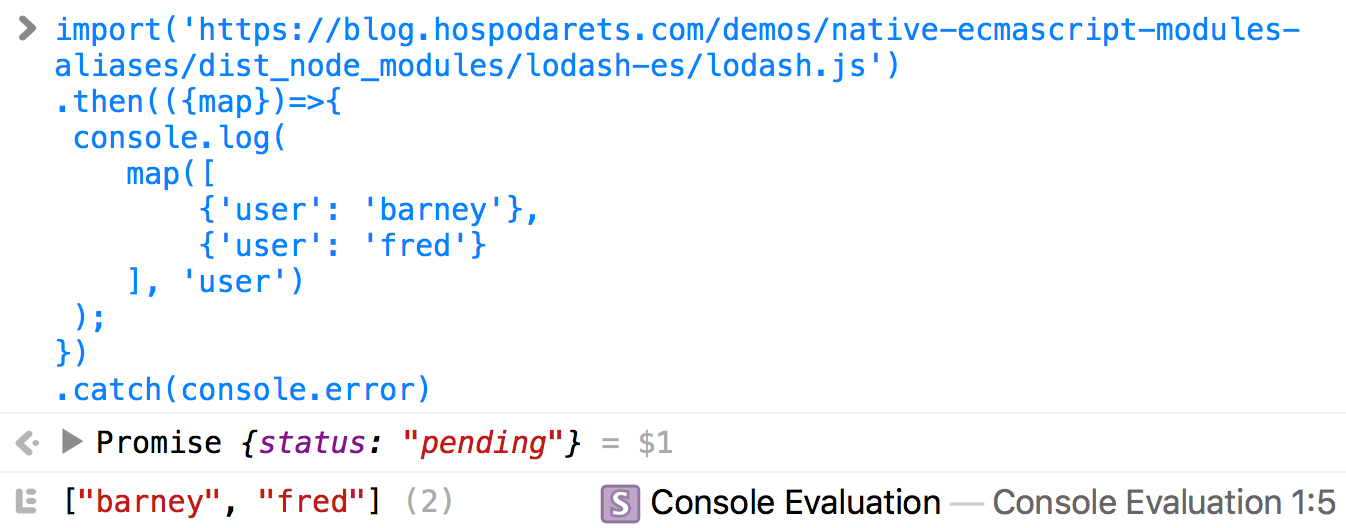 import('https://blog.hospodarets.com/demos/native-ecmascript-modules-
aliases/dist_node_modules/lodash-es/lodash.js')
.then(({map})=>{
 console.log(
    map([
        {'user': 'barney'},
        {'user': 'fred'}
    ], 'user')
 );
})
.catch(console.error)
Promise {status: "pending"} = $1
["barney", "fred"] (2) S Console Evaluation — Console Evaluation 1:5